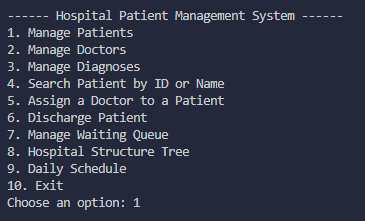 ------ Hospital Patient Management System ------
1. Manage Patients
2. Manage Doctors
3. Manage Diagnoses
4. Search Patient by ID or Name
5. Assign a Doctor to a Patient
6. Discharge Patient
7. Manage Waiting Queue
8. Hospital Structure Tree
9. Daily Schedule
10. Exit
Choose an option: 1